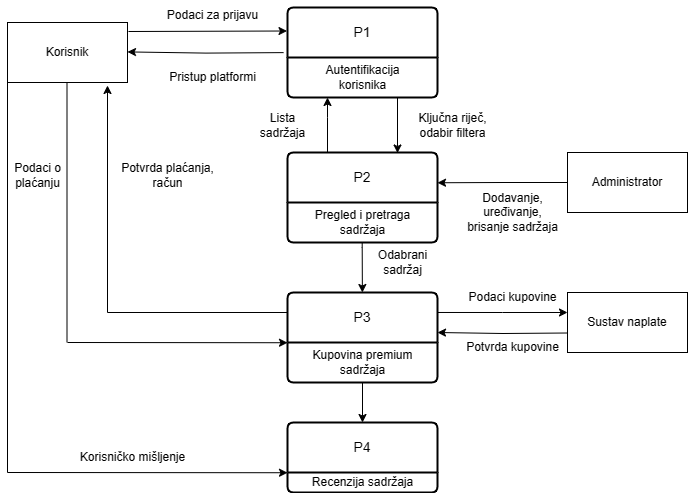 Podaci za prijavu
P1
Korisnik
Pristup platformi
Autentifikacija
korisnika
Lista
sadržaja
Ključna riječ,
odabir filtera
Podaci o
plaćanju
Potvrda plaćanja,
račun
P2
Administrator
Pregled i pretraga
sadržaja
Dodavanje,
uređivanje,
brisanje sadržaja
Odabrani
sadržaj
Podaci kupovine
P3
Sustav naplate
Potvrda kupovine
Kupovina premium
sadržaja
P4
Korisničko mišljenje
Recenzija sadržaja